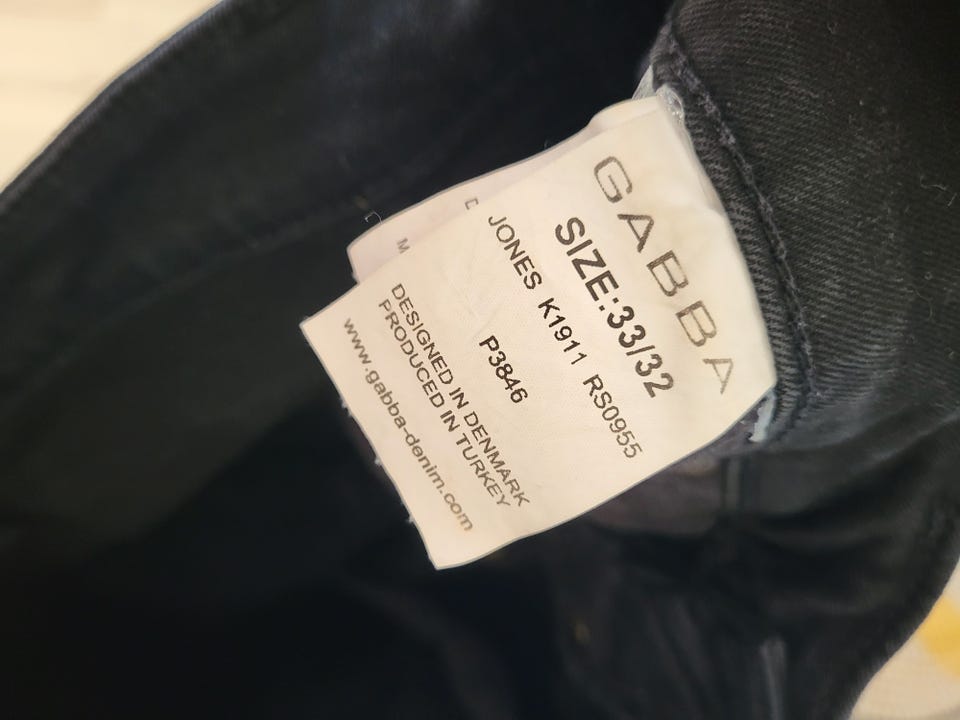 GABBA
SIZE:33/32
JONES K1911 RS0955
P3846
DESIGNED IN DENMARK
PRODUCED IN TURKEY
www.gabba-denim.com